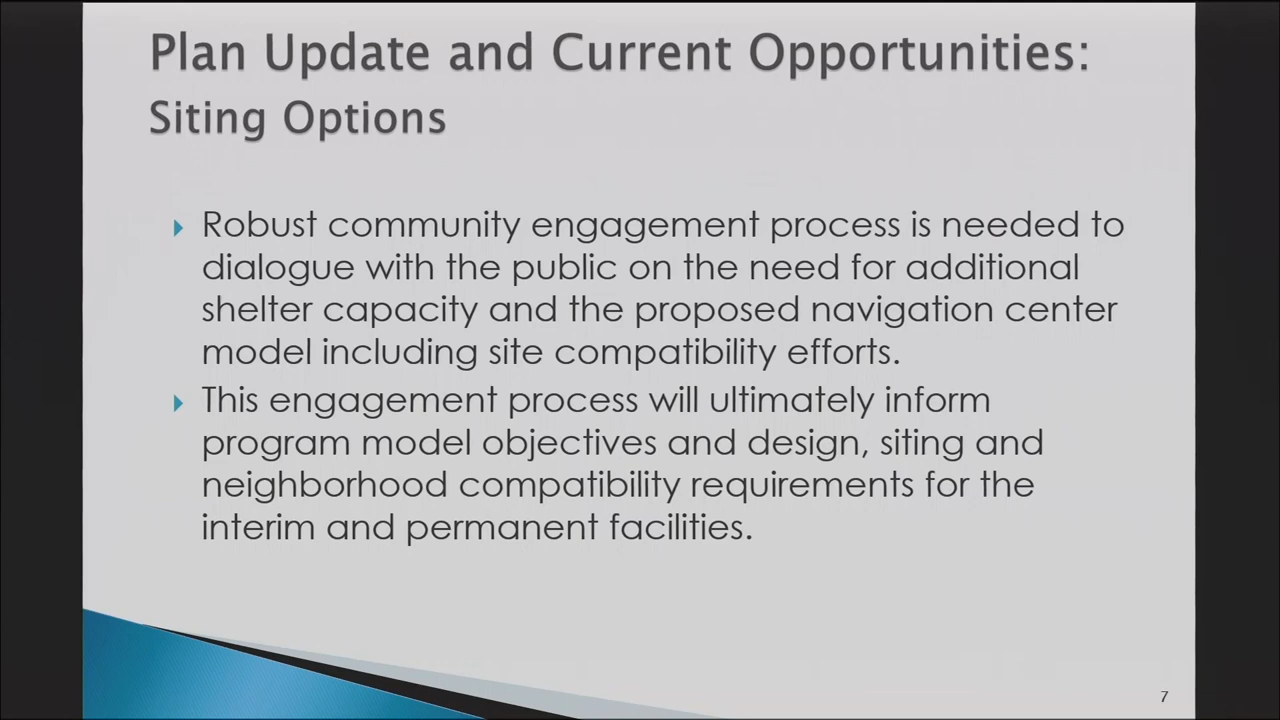 Plan Update and Current Opportunities:
Siting Options
Robust community engagement process is needed to
dialogue with the public on the need for additional
shelter capacity and the proposed navigation center
model including site compatibility efforts.
This engagement process will ultimately inform
program model objectives and design, siting and
neighborhood compatibility requirements for the
interim and permanent facilities.
7